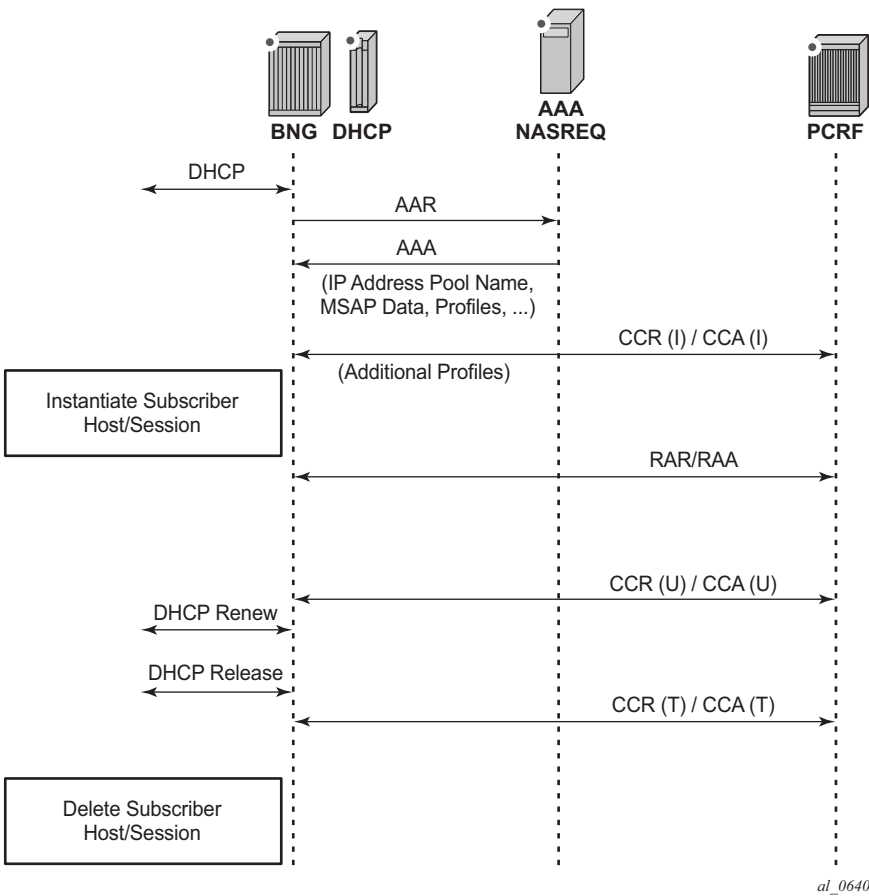 BNG DHCP
AAA
NASREQ
PCRF
DHCP
AAR
AAA
(IP Address Pool Name,
MSAP Data, Profiles, ...)
CCR (I) / CCA (I)
(Additional Profiles)
Instantiate Subscriber
Host/Session
RAR/RAA
CCR (U) / CCA (U)
DHCP Renew
DHCP Release
CCR (T) / CCA (T)
Delete Subscriber
Host/Session
al_0640